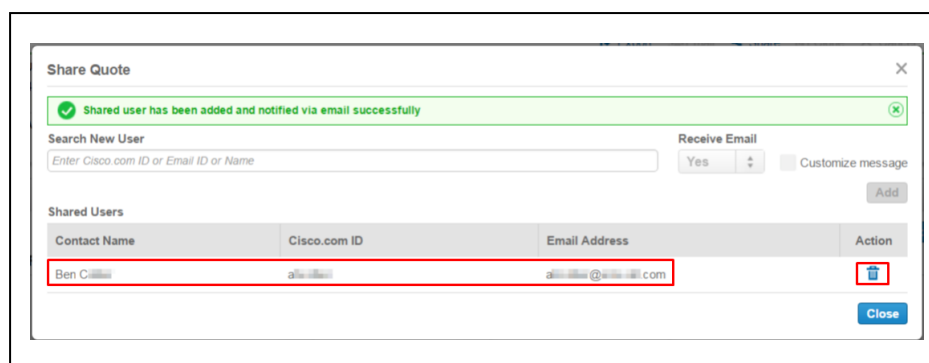 Share Quote
Shared user has been added and notified via email successfully
Search New User
Receive Email
Enter Cisco.com ID or Email ID or Name
Yes
Customize message
Add
Shared Users
Contact Name Cisco.com ID Email Address Action
Ben C a a @ .com
Close